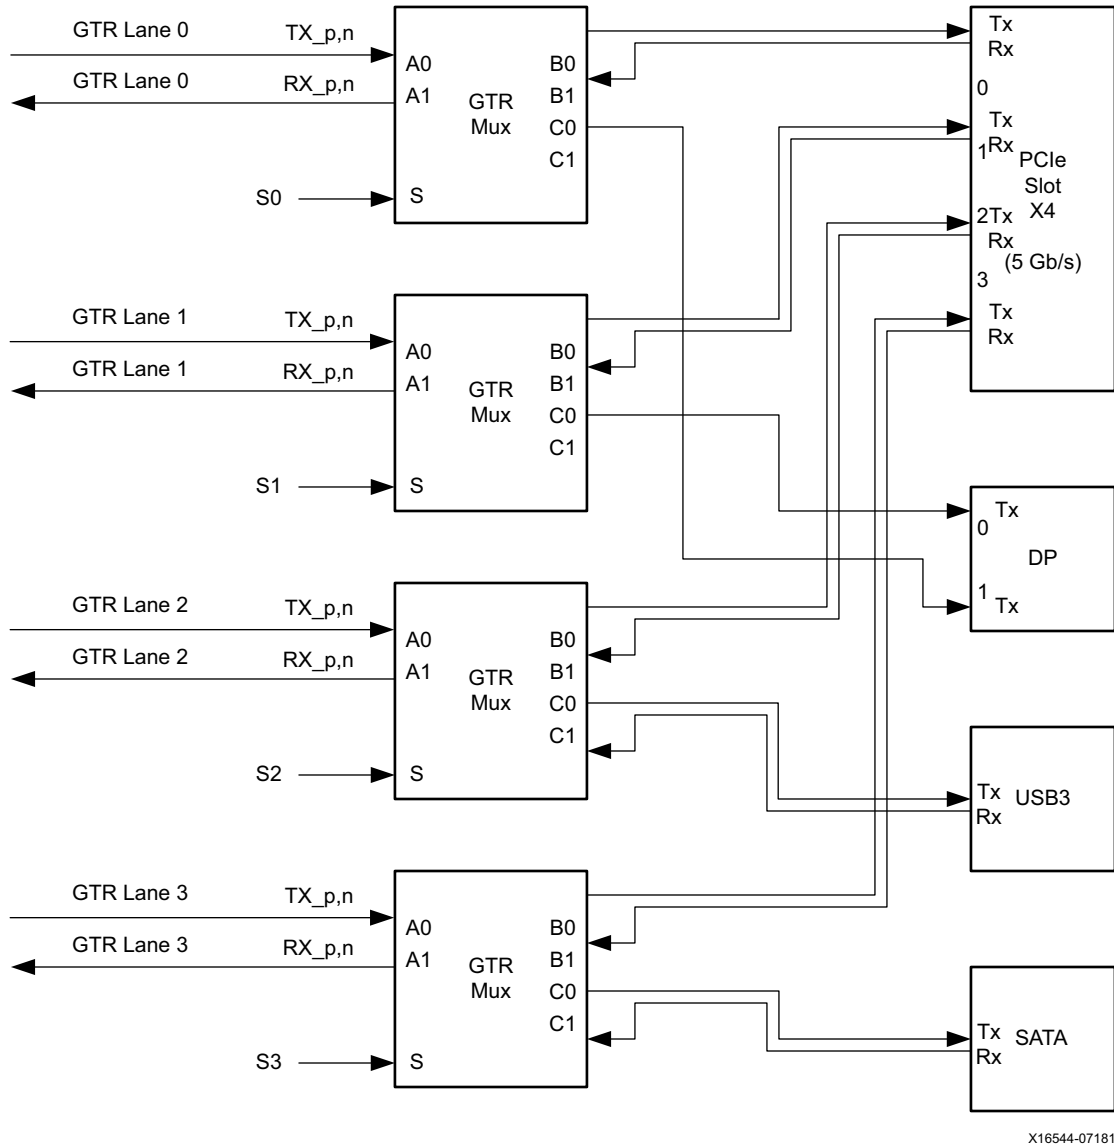 GTR Lane 0 TX_p,n
GTR Lane 0 RX_p,n
A0
A1
GTR
Mux
B0
B1
C0
C1
S0
S
Tx
Rx
0
Tx
Rx
1
PCIe
Slot
X4
2 Tx
Rx
(5 Gb/s)
3
Tx
Rx
GTR Lane 1 TX_p,n
GTR Lane 1 RX_p,n
A0
A1
GTR
Mux
B0
B1
C0
C1
S1
S
Tx
0
DP
1
Tx
GTR Lane 2 TX_p,n
GTR Lane 2 RX_p,n
A0
A1
GTR
Mux
B0
B1
C0
C1
S2
S
Tx
Rx
USB3
GTR Lane 3 TX_p,n
GTR Lane 3 RX_p,n
A0
A1
GTR
Mux
B0
B1
C0
C1
S3
S
Tx
Rx
SATA
X16544-07181